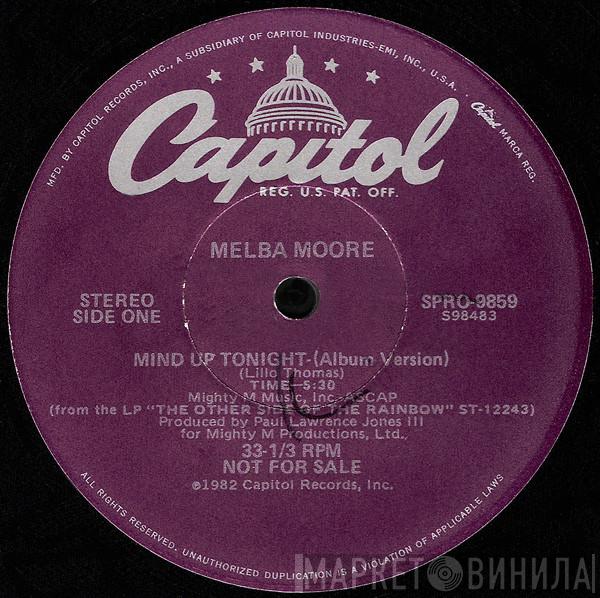 MFD. BY CAPITOL RECORDS, INC., A SUBSIDIARY OF CAPITOL INDUSTRIES-EMI, INC., U.S.A. · Capitol MARCA REG.
Capitol
REG. U.S. PAT. OFF.
MELBA MOORE
STEREO
SIDE ONE
SPRO-9859
S98483
MIND UP TONIGHT-(Album Version)
(Lillo Thomas)
TIME-5:30
Mighty M Music, Inc.-ASCAP
(from the LP "THE OTHER SIDE OF THE RAINBOW" ST-12243)
Produced by Paul Lawrence Jones III
for Mighty M Productions, Ltd.
33-1/3 RPM
NOT FOR SALE
℗1982 Capitol Records, Inc.
ALL RIGHTS RESERVED. UNAUTHORIZED DUPLICATION IS A VIOLATION OF APPLICABLE LAWS
МАРКЕТ ВИНИЛА